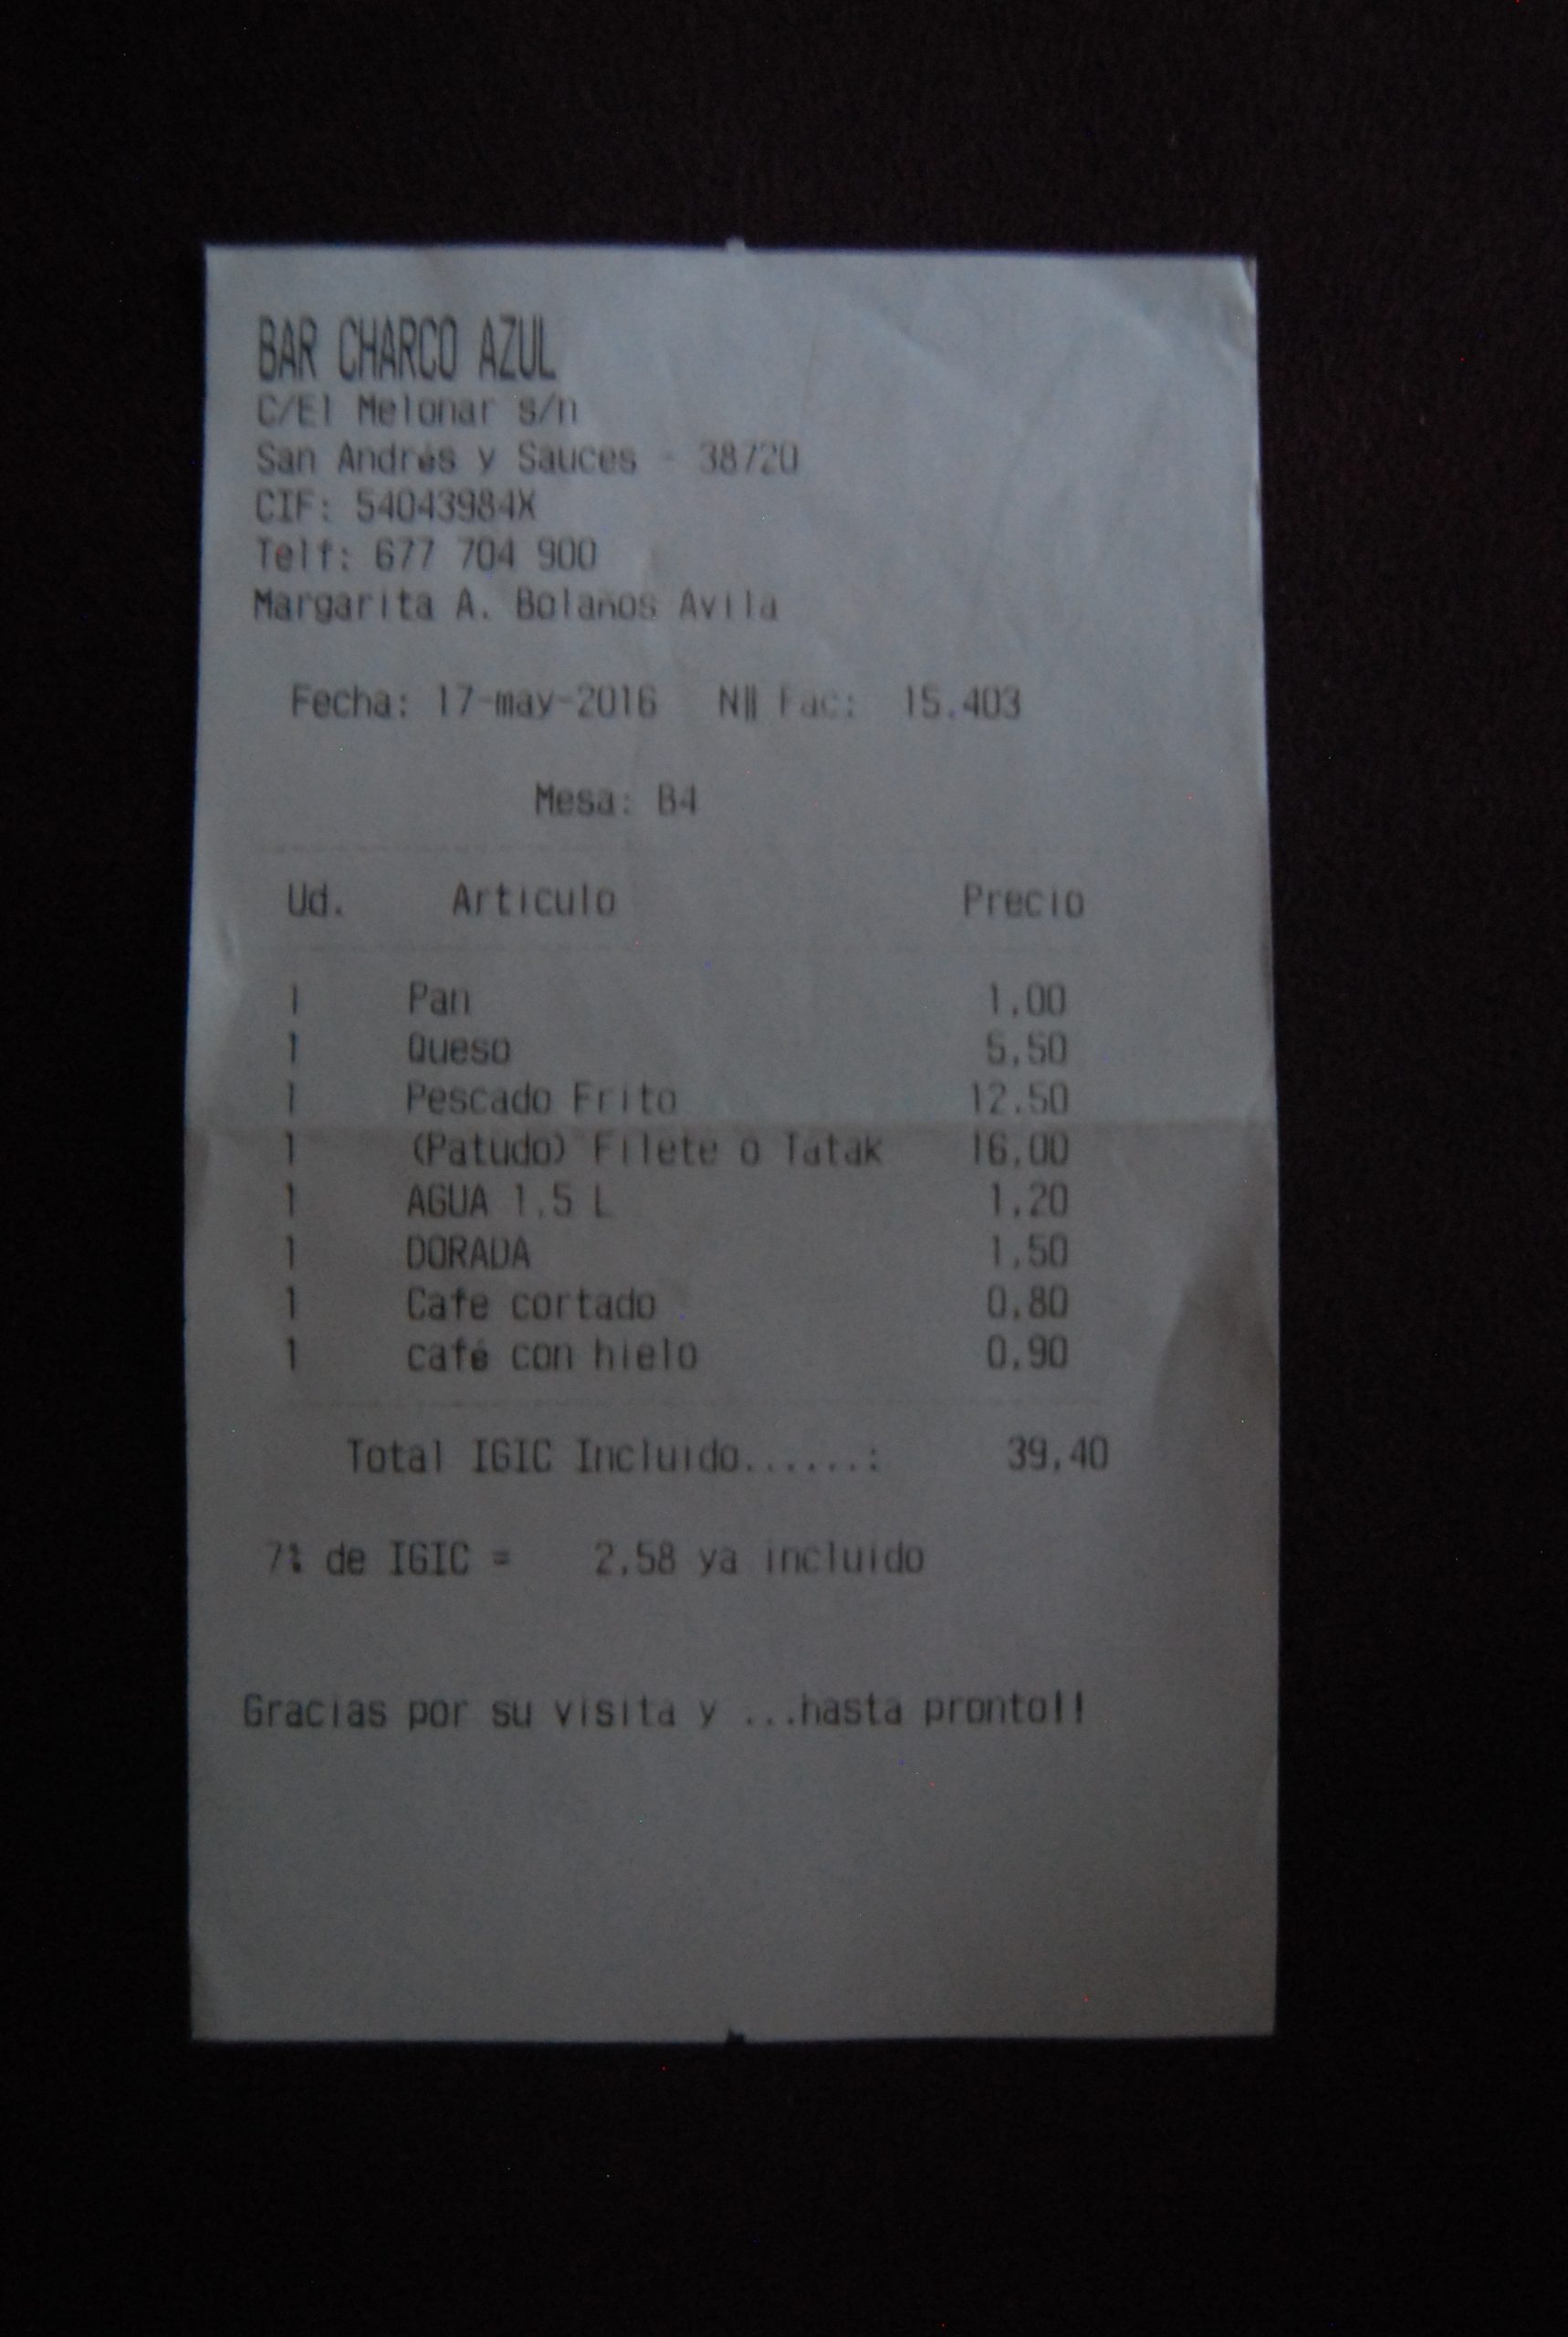 BAR CHARCO AZUL
C/El Melonar s/n
San Andrés y Sauces - 38720
CIF: 54043984X
Telf: 677 704 900
Margarita A. Bolaños Avila
Fecha: 17-may-2016 N‖ Fac: 15.403
Mesa: B4
Ud. Articulo Precio
1 Pan 1,00
1 Queso 5,50
1 Pescado Frito 12,50
1 (Patudo) Filete o Tatak 16,00
1 AGUA 1,5 L 1,20
1 DORADA 1,50
1 Cafe cortado 0,80
1 café con hielo 0,90
Total IGIC Incluido......: 39,40
7% de IGIC = 2,58 ya incluido
Gracias por su visita y ...hasta pronto!!